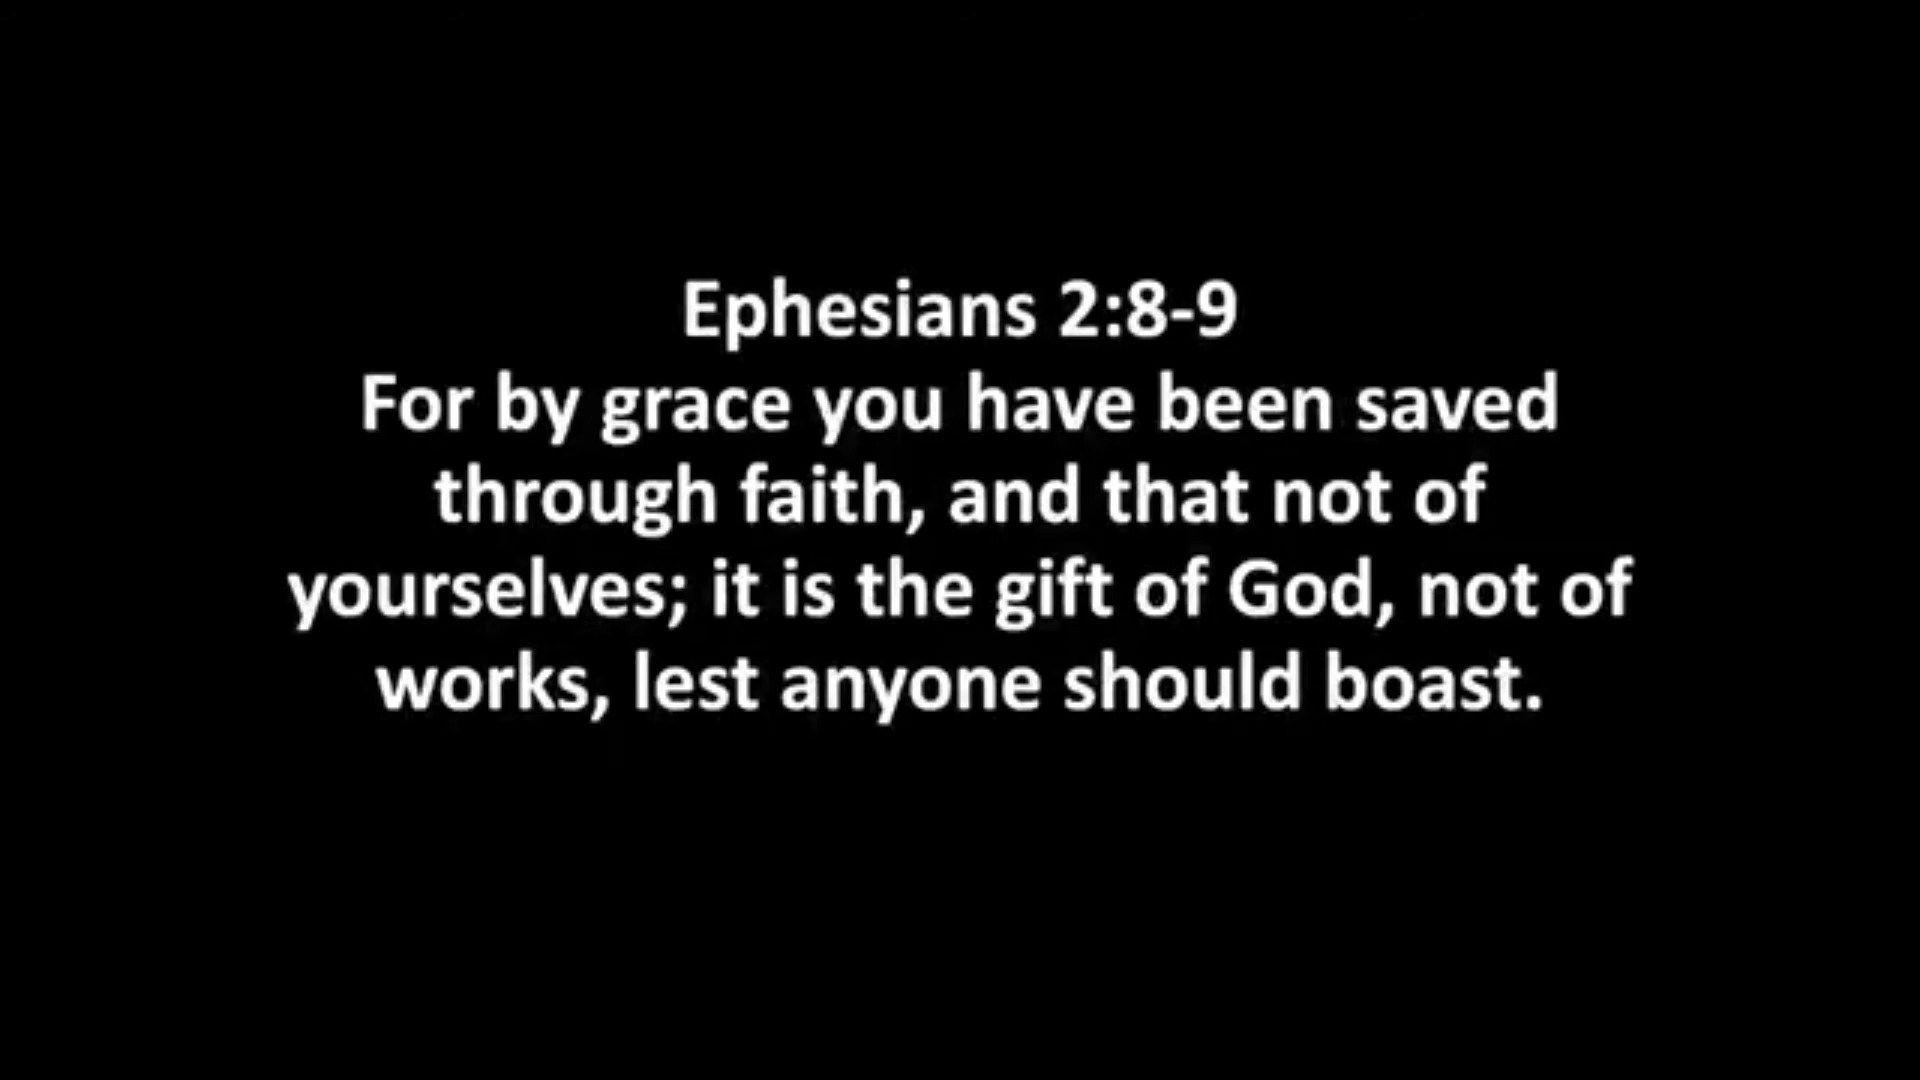 Ephesians 2:8-9
For by grace you have been saved
through faith, and that not of
yourselves; it is the gift of God, not of
works, lest anyone should boast.